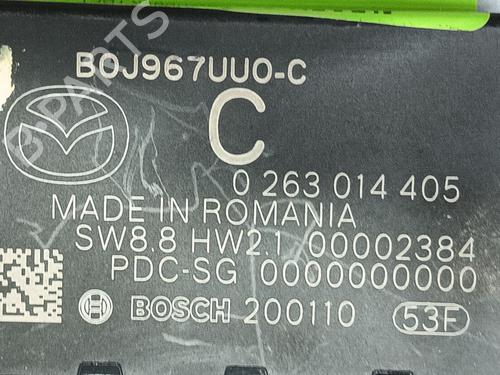 B0J967UU0-C
C
0 263 014 405
MADE IN ROMANIA
SW8.8 HW2.1 00002384
PDC-SG 0000000000
BOSCH 200110 53F
B PARTS